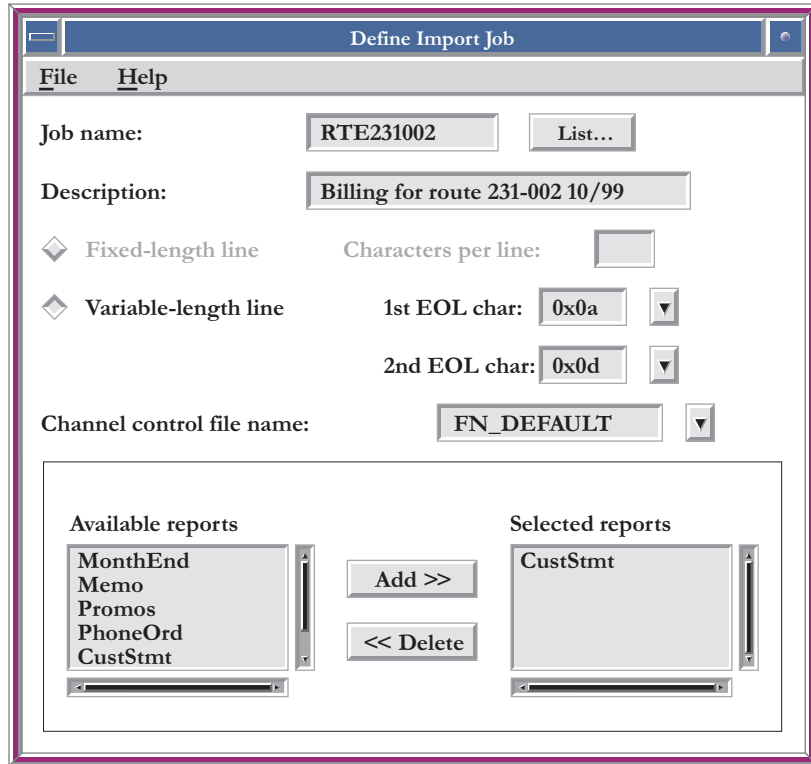 Define Import Job
File Help
Job name: RTE231002 List...
Description: Billing for route 231-002 10/99
Fixed-length line Characters per line:
Variable-length line 1st EOL char: 0x0a
2nd EOL char: 0x0d
Channel control file name: FN_DEFAULT
Available reports Selected reports
MonthEnd CustStmt
Memo Add >>
Promos
PhoneOrd << Delete
CustStmt